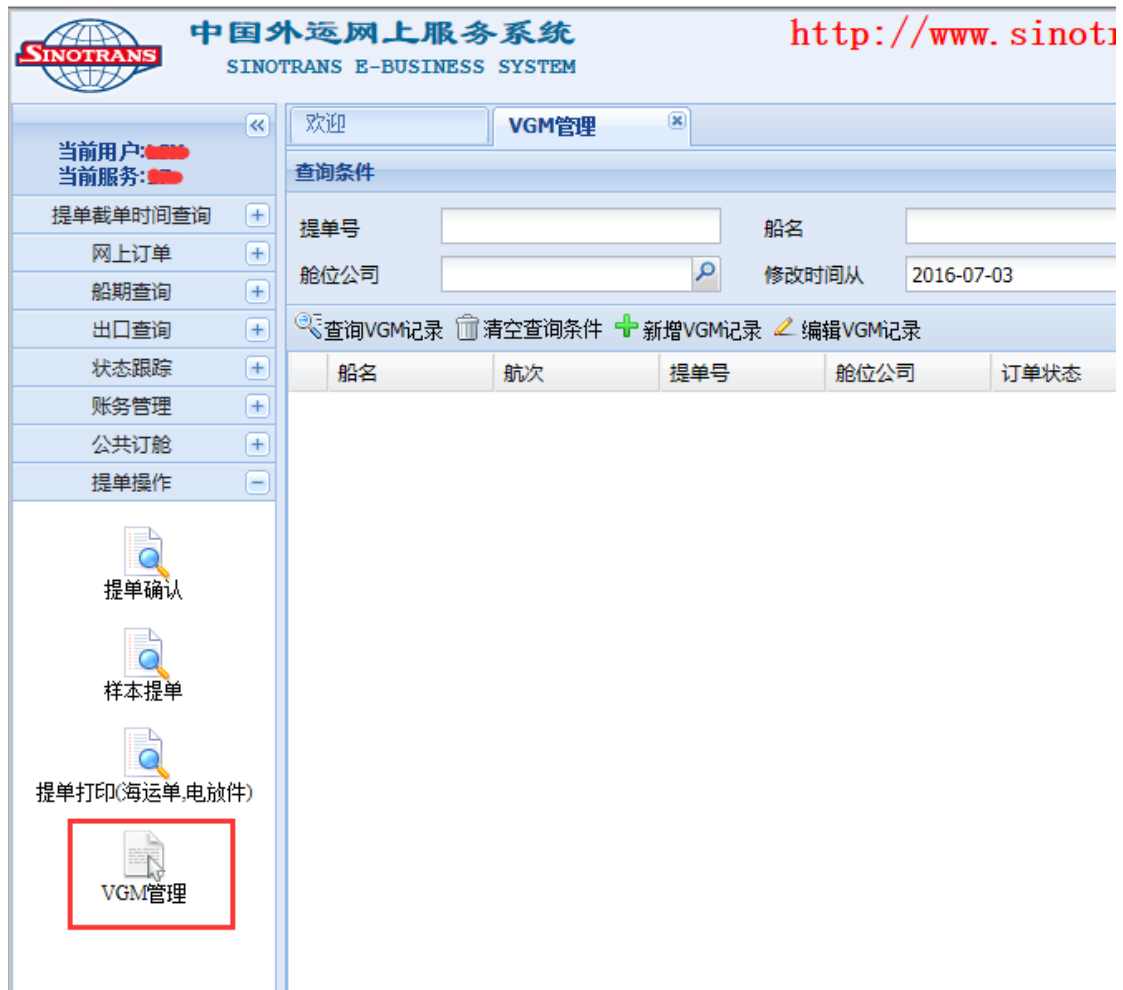 中国外运网上服务系统
http://www.sinotr
SINOTRANS
SINOTRANS E-BUSINESS SYSTEM
欢迎
VGM管理
当前用户:
当前服务:
查询条件
提单截单时间查询
网上订单
船期查询
出口查询
状态跟踪
账务管理
公共订舱
提单操作
提单确认
样本提单
提单打印(海运单,电放件)
VGM管理
提单号
船名
舱位公司
修改时间从
2016-07-03
查询VGM记录 清空查询条件 新增VGM记录 编辑VGM记录
船名 航次 提单号 舱位公司 订单状态